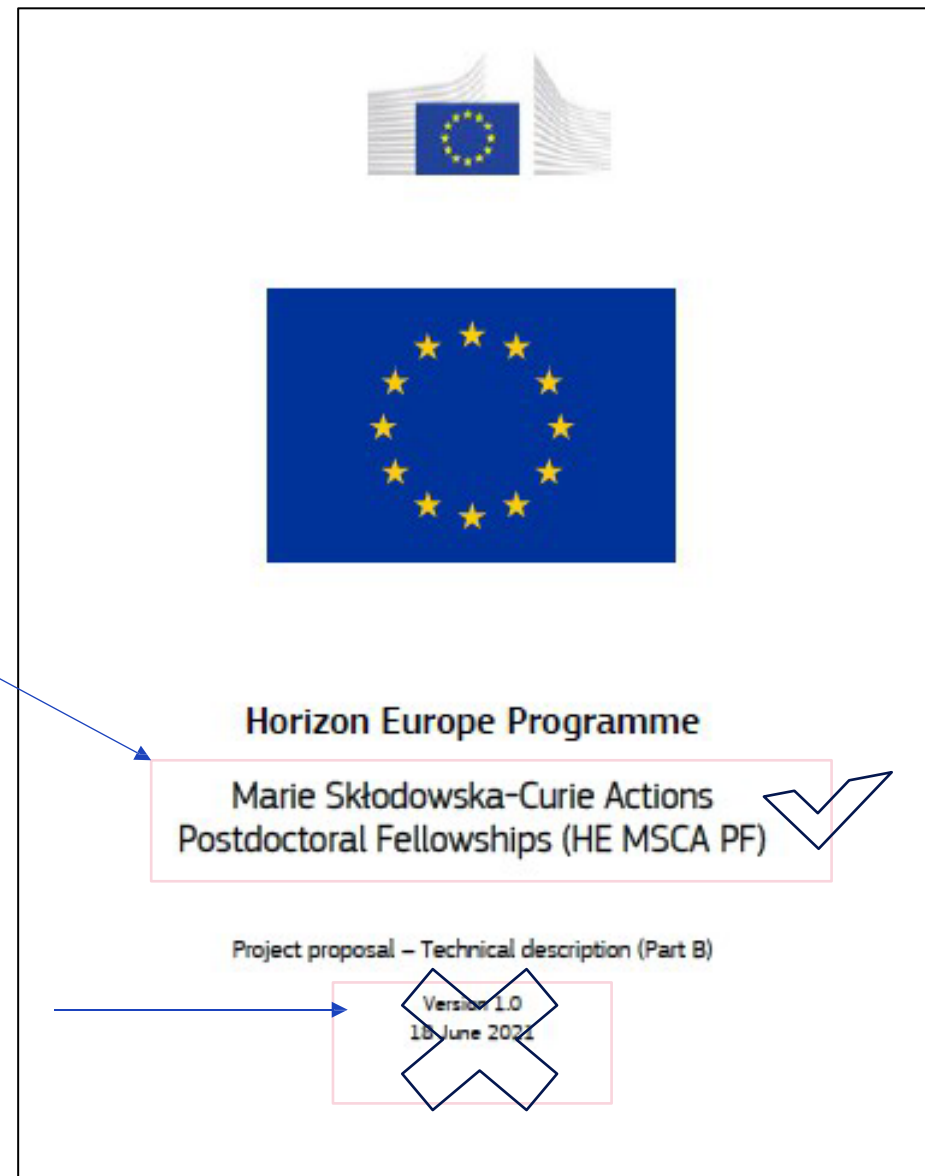 Horizon Europe Programme
Marie Skłodowska-Curie Actions
Postdoctoral Fellowships (HE MSCA PF)
Project proposal – Technical description (Part B)
Version 1.0
18 June 2021